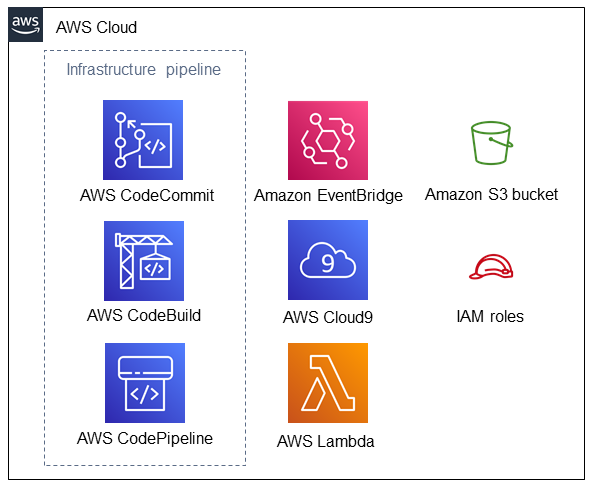 aws
AWS Cloud
Infrastructure pipeline
</>
AWS CodeCommit
Amazon EventBridge
Amazon S3 bucket
</>
9
AWS CodeBuild
AWS Cloud9
IAM roles
</>
AWS CodePipeline
AWS Lambda